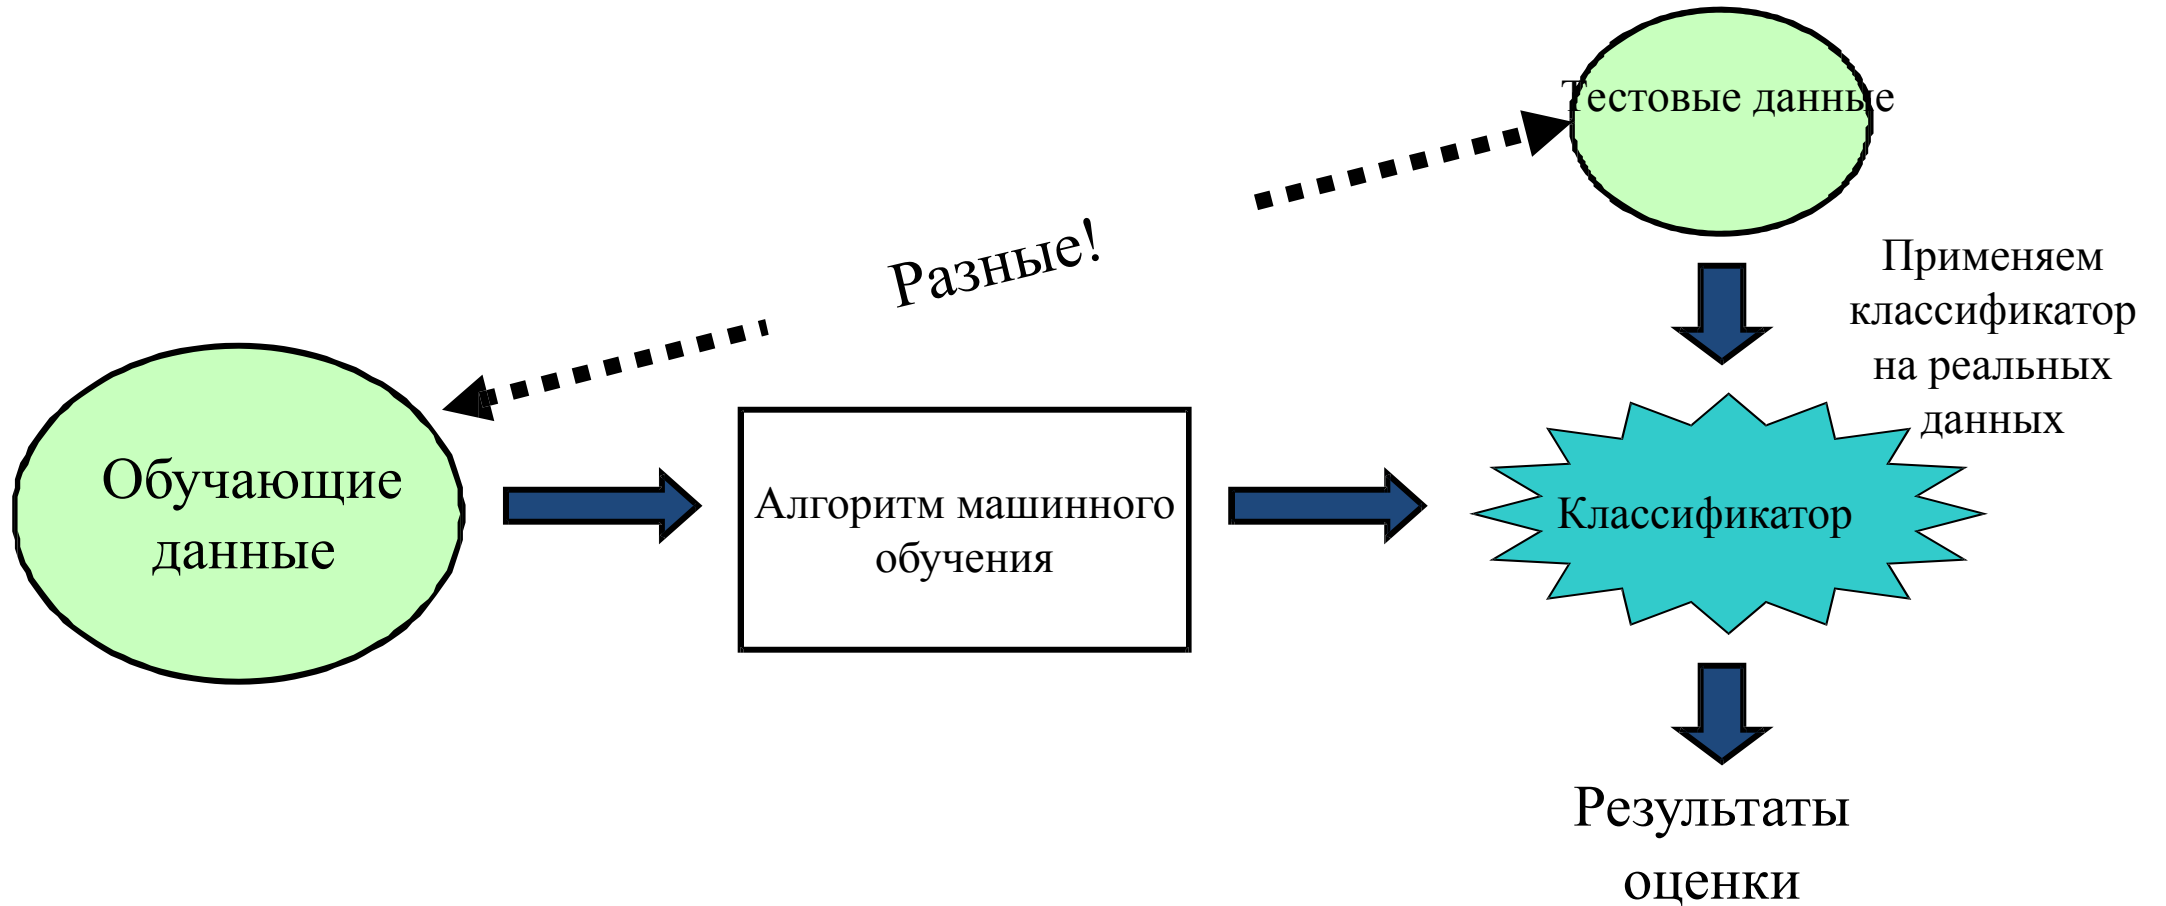 Тестовые данные
Разные!
Применяем
классификатор
на реальных
данных
Обучающие
данные
Алгоритм машинного
обучения
Классификатор
Результаты
оценки